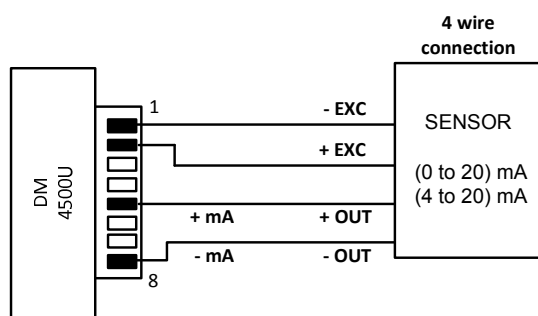 4 wire
connection
1
- EXC
SENSOR
+ EXC
(0 to 20) mA
(4 to 20) mA
DM
4500U
+ mA
+ OUT
- mA
- OUT
8